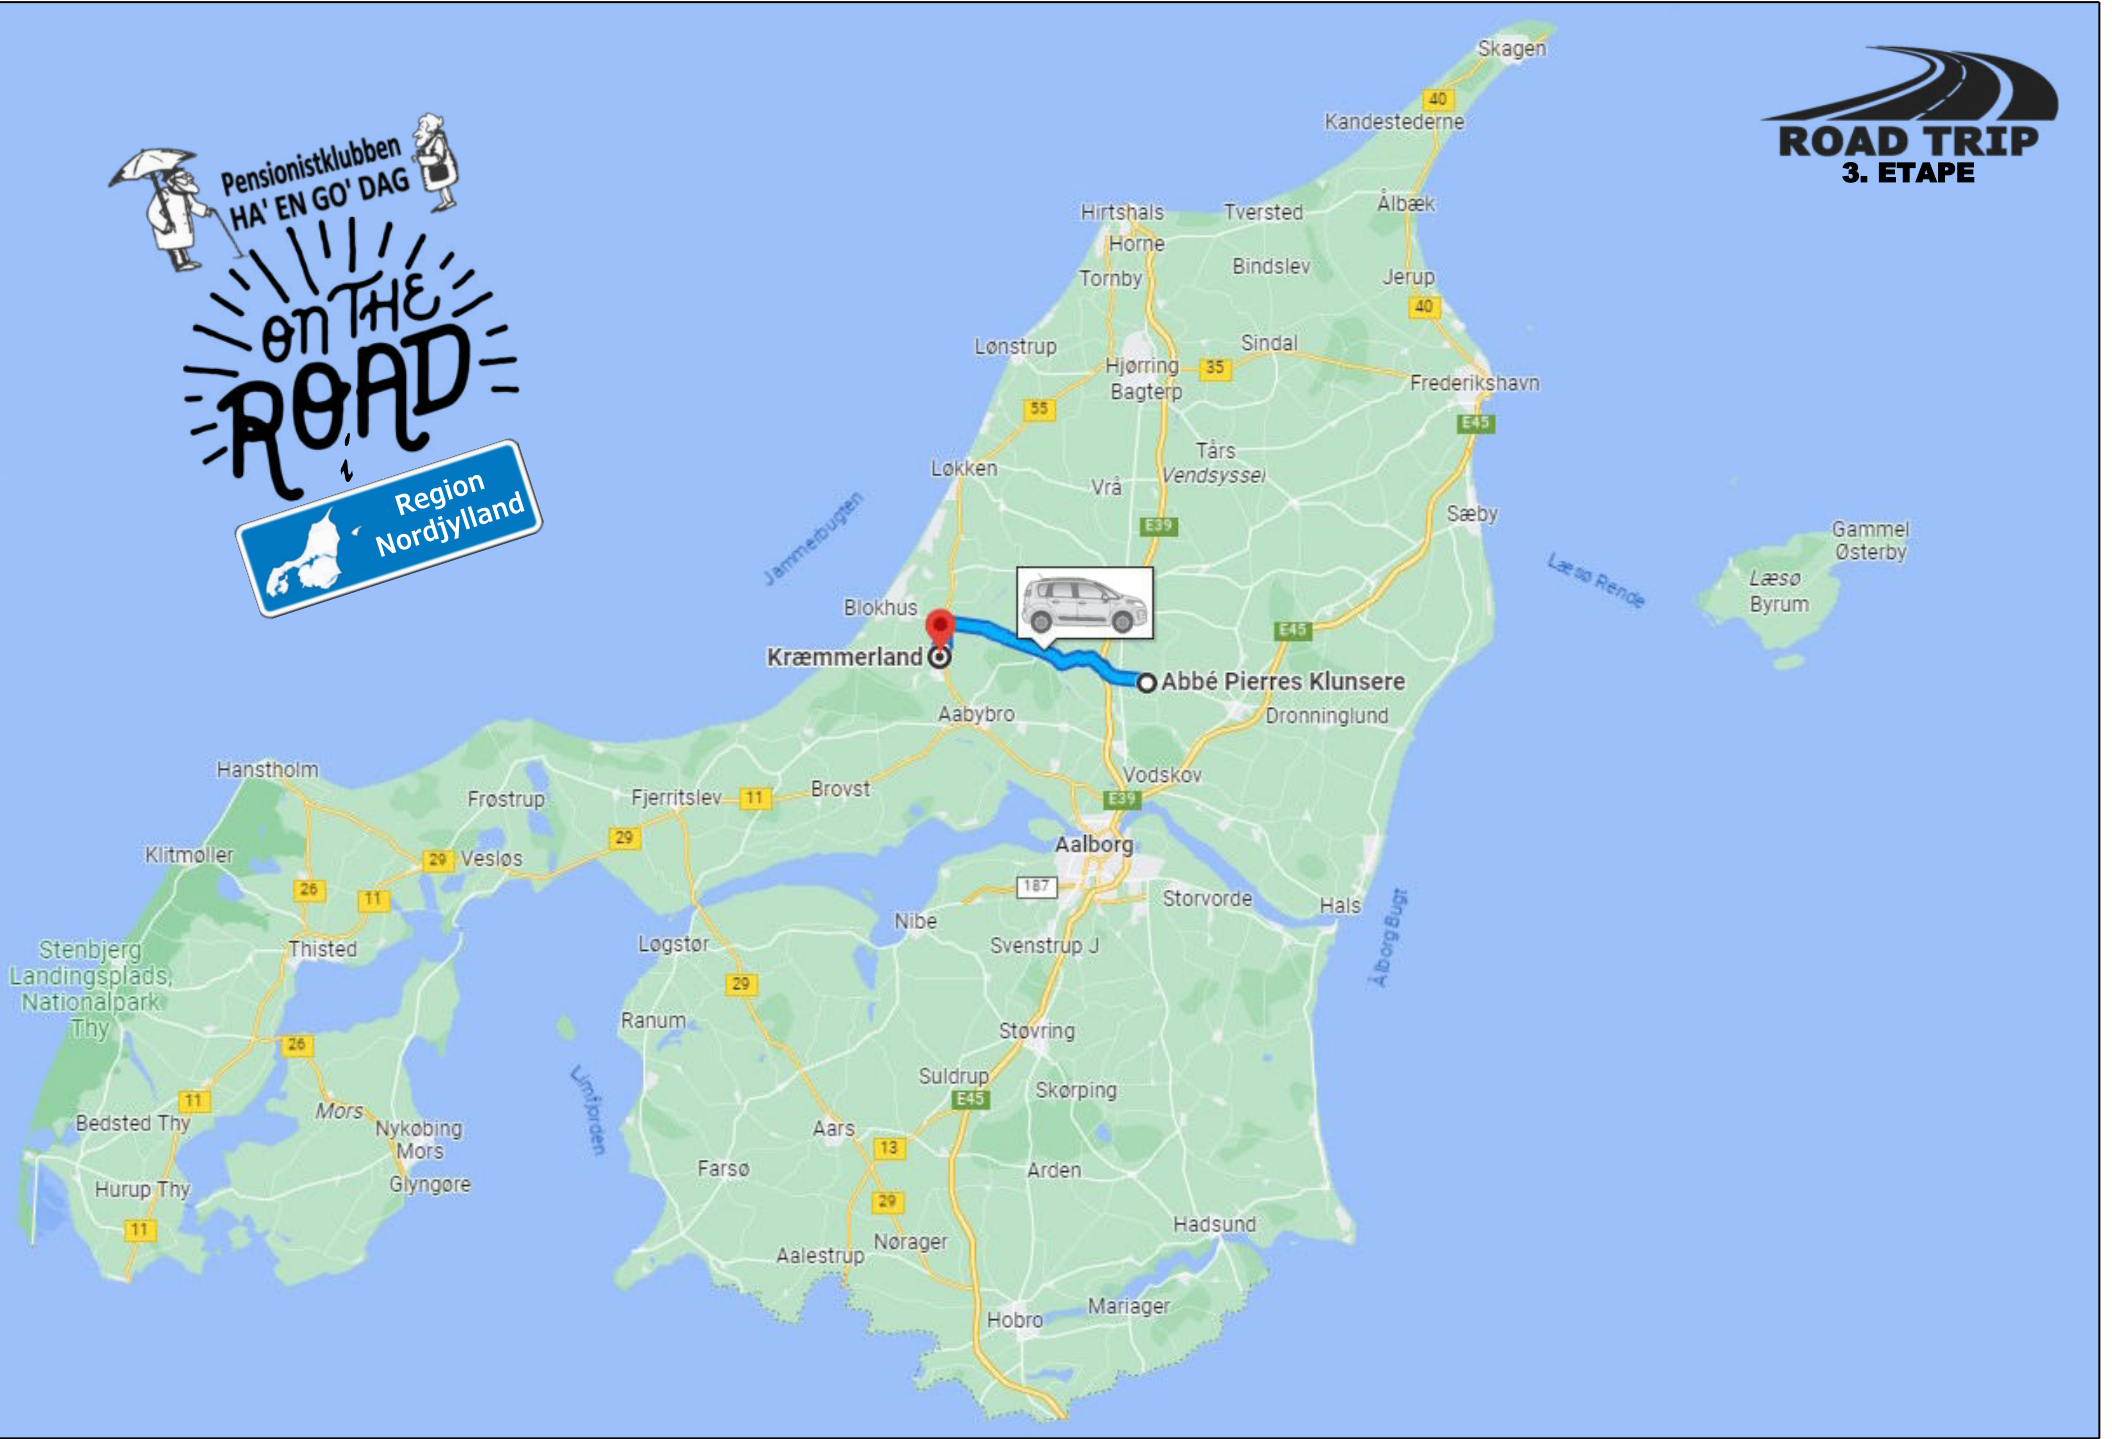 Skagen
40
Kandestederne
ROAD TRIP
3. ETAPE
Pensionistklubben
HA' EN GO' DAG
on THE
ROAD
i
Region
Nordjylland
Hirtshals
Tversted
Ålbæk
Horne
Bindslev
Tornby
Jerup
40
Lønstrup
Sindal
Hjørring
35
Bagterp
Frederikshavn
55
E45
Tårs
Løkken
Vendsyssel
Vrå
Sæby
E39
Jammerbugten
Gammel
Østerby
Læsø Rende
Læsø
Byrum
Blokhus
E45
Kræmmerland
Abbé Pierres Klunsere
Aabybro
Dronninglund
Hanstholm
Vodskov
Frøstrup
Fjerritslev
11
Brovst
E39
29
Aalborg
Klitmøller
29
Vesløs
26
11
187
Storvorde
Hals
Nibe
Stenbjerg
Landingsplads,
Nationalpark
Thy
Thisted
Løgstør
Svenstrup J
Ålborg Bugt
29
Ranum
Støvring
26
Limfjorden
Suldrup
Skørping
E45
11
Mors
Bedsted Thy
Nykøbing
Mors
Aars
13
Glyngøre
Farsø
Arden
Hurup Thy
29
11
Hadsund
Nørager
Aalestrup
Mariager
Hobro